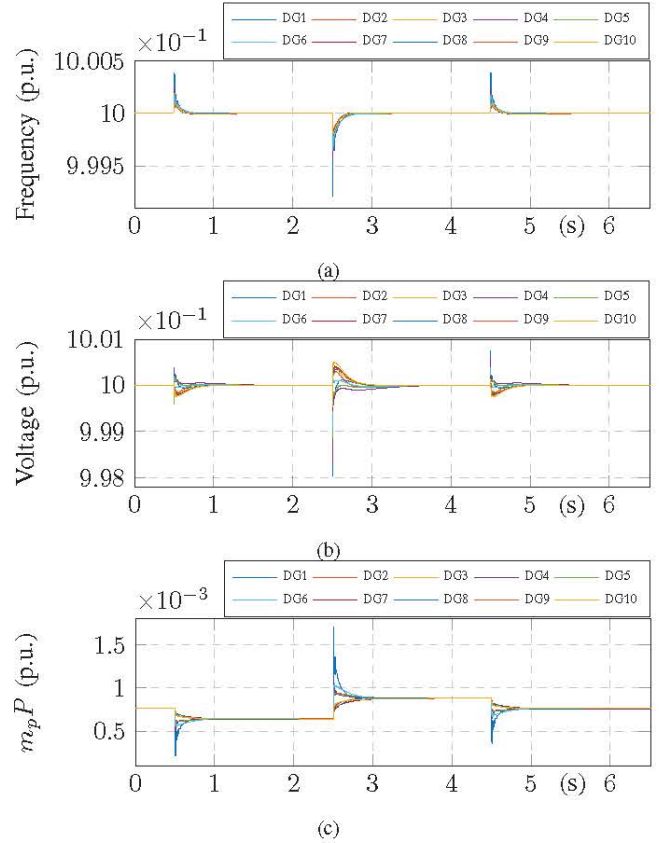 DG1 DG2 DG3 DG4 DG5
DG6 DG7 DG8 DG9 DG10
×10⁻¹
10.005
10
9.995
Frequency (p.u.)
0 1 2 3 4 5 (s) 6
(a)
DG1 DG2 DG3 DG4 DG5
DG6 DG7 DG8 DG9 DG10
×10⁻¹
10.01
10
9.99
9.98
Voltage (p.u.)
0 1 2 3 4 5 (s) 6
(b)
DG1 DG2 DG3 DG4 DG5
DG6 DG7 DG8 DG9 DG10
×10⁻³
1.5
1
0.5
mₚP (p.u.)
0 1 2 3 4 5 (s) 6
(c)